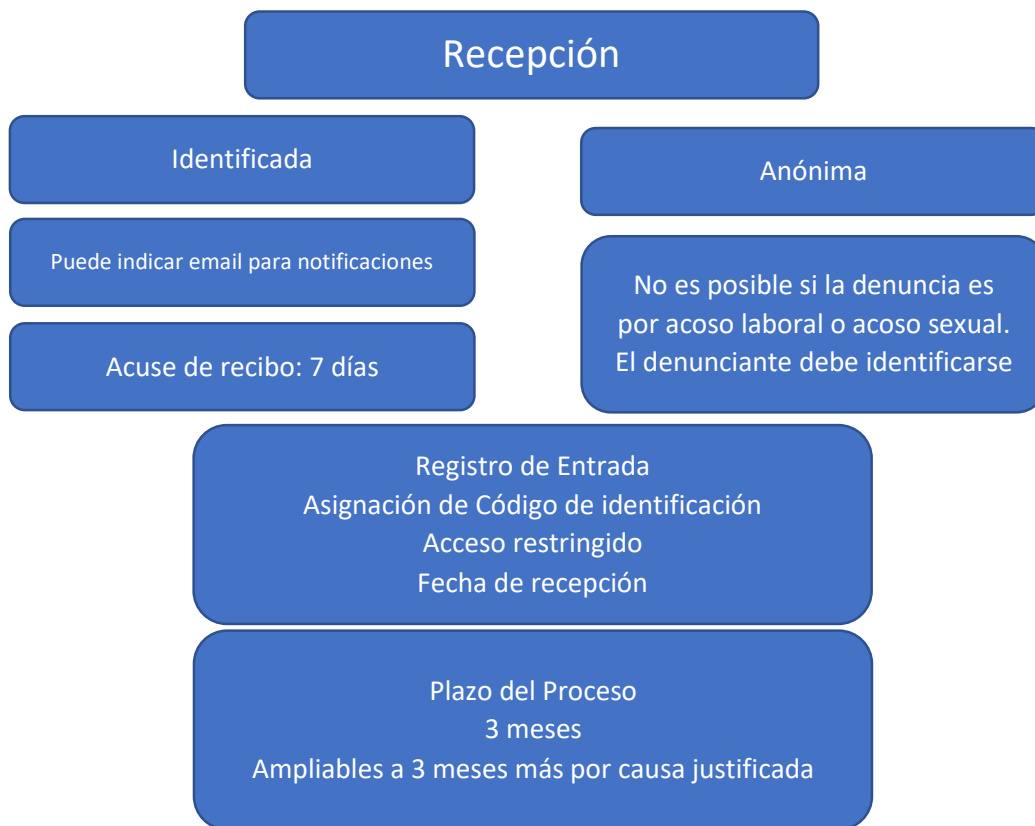 Recepción
Identificada
Puede indicar email para notificaciones
Acuse de recibo: 7 días
Anónima
No es posible si la denuncia es
por acoso laboral o acoso sexual.
El denunciante debe identificarse
Registro de Entrada
Asignación de Código de identificación
Acceso restringido
Fecha de recepción
Plazo del Proceso
3 meses
Ampliables a 3 meses más por causa justificada